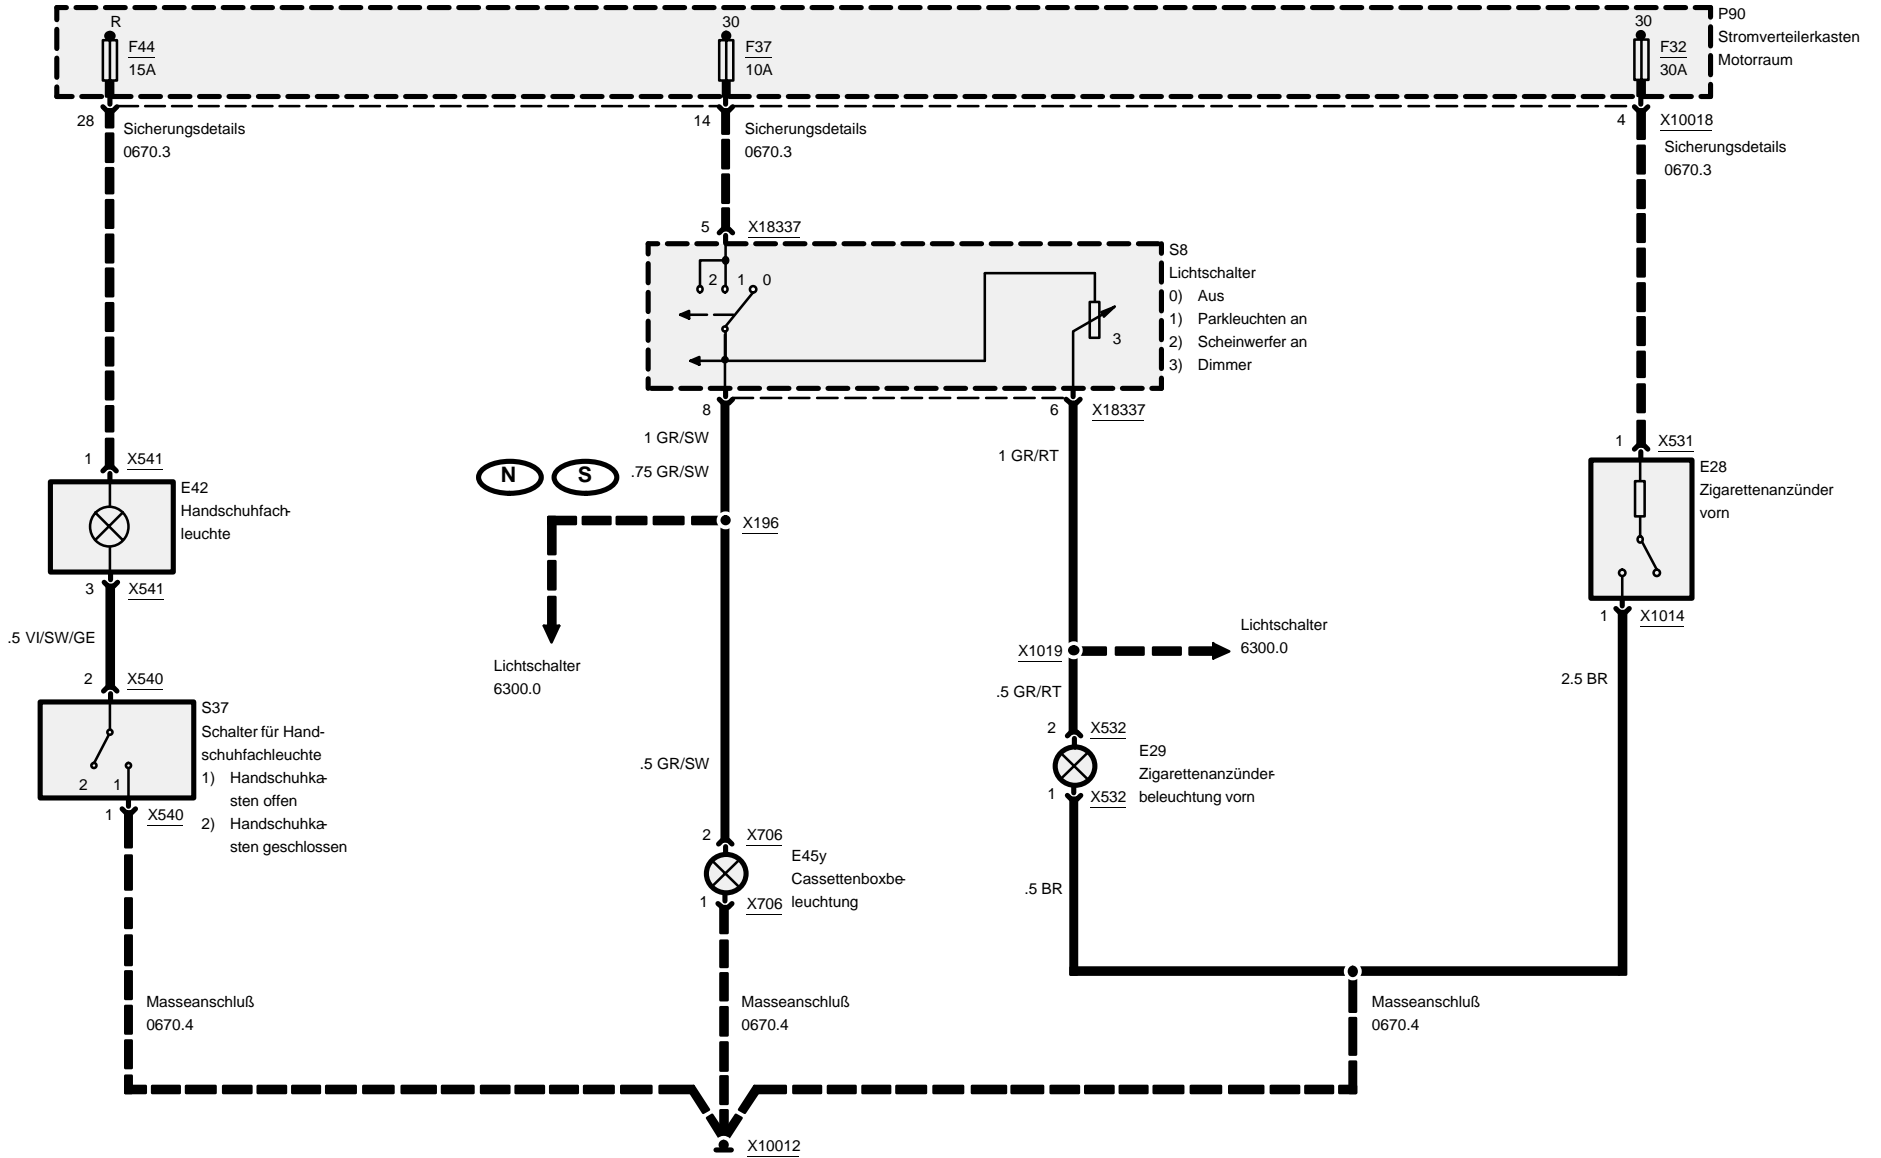 R
30
30
P90
Stromverteilerkasten
Motorraum
F44
15A
F37
10A
F32
30A
28
Sicherungsdetails
0670.3
14
Sicherungsdetails
0670.3
4
X10018
Sicherungsdetails
0670.3
5
X18337
2
1
0
3
S8
Lichtschalter
0) Aus
1) Parkleuchten an
2) Scheinwerfer an
3) Dimmer
8
6
X18337
1 GR/SW
.75 GR/SW
N
S
1 GR/RT
X196
Lichtschalter
6300.0
1
X541
E42
Handschuhfach-
leuchte
3
X541
.5 VI/SW/GE
2
X540
S37
Schalter für Hand-
schuhfachleuchte
1) Handschuhka-
sten offen
2) Handschuhka-
sten geschlossen
2
1
1
X540
1
X531
E28
Zigarettenanzünder
vorn
1
X1014
2.5 BR
X1019
Lichtschalter
6300.0
.5 GR/RT
2
X532
E29
Zigarettenanzünder-
beleuchtung vorn
1
X532
.5 GR/SW
2
X706
E45y
Cassettenboxbe-
leuchtung
1
X706
.5 BR
Masseanschluß
0670.4
Masseanschluß
0670.4
Masseanschluß
0670.4
X10012